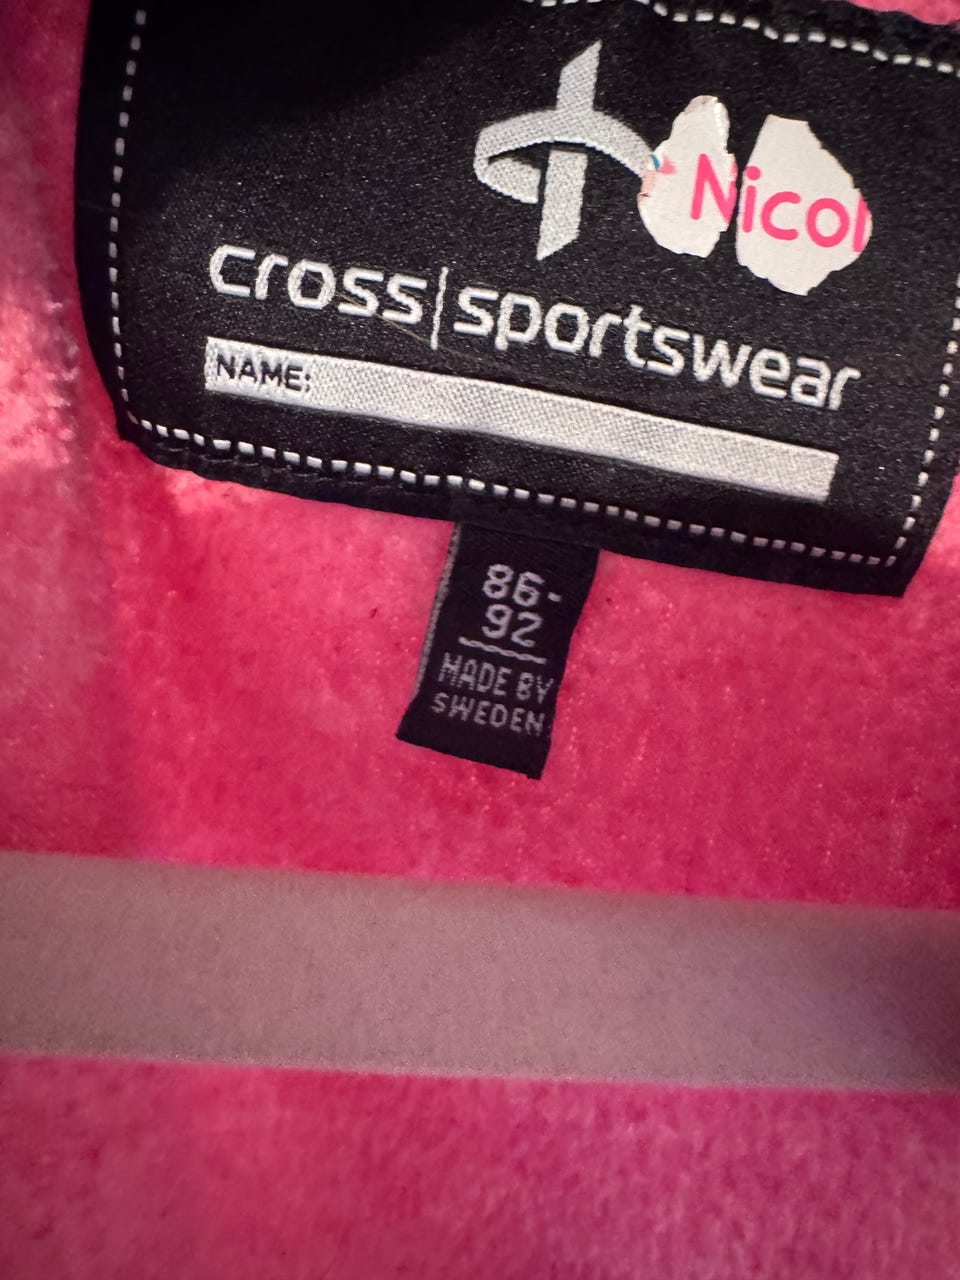 Nicol
cross|sportswear
NAME:
86-
92
MADE BY
SWEDEN